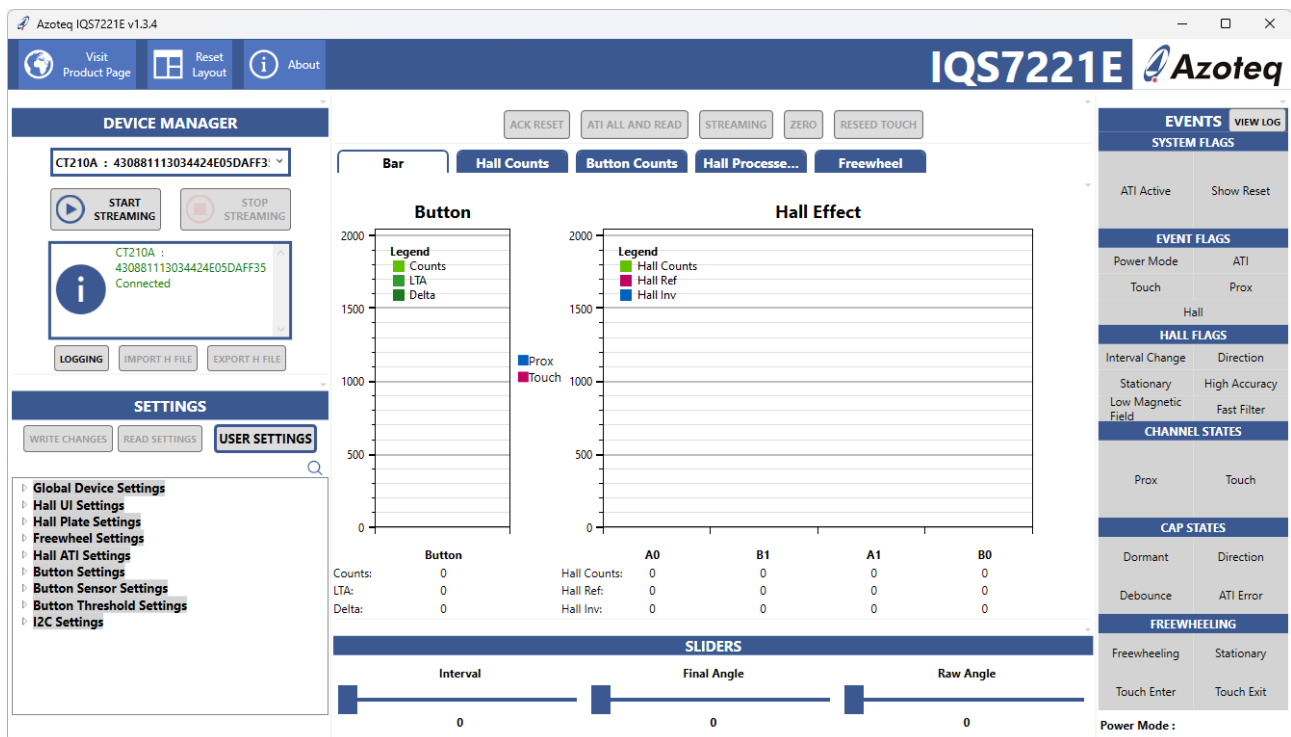 Azoteq IQS7221E v1.3.4
Visit
Product Page
Reset
Layout
About
IQS7221E
Azoteq
DEVICE MANAGER
CT210A : 430881113034424E05DAFF3
START
STREAMING
STOP
STREAMING
CT210A :
430881113034424E05DAFF35
Connected
LOGGING
IMPORT H FILE
EXPORT H FILE
SETTINGS
WRITE CHANGES
READ SETTINGS
USER SETTINGS
Global Device Settings
Hall UI Settings
Hall Plate Settings
Freewheel Settings
Hall ATI Settings
Button Settings
Button Sensor Settings
Button Threshold Settings
I2C Settings
ACK RESET
ATI ALL AND READ
STREAMING
ZERO
RESEED TOUCH
Bar
Hall Counts
Button Counts
Hall Processe...
Freewheel
Button
2000
1500
1000
500
0
Legend
Counts
LTA
Delta
Prox
Touch
Hall Effect
2000
1500
1000
500
0
Legend
Hall Counts
Hall Ref
Hall Inv
Button
Counts: 0
LTA: 0
Delta: 0
A0 B1 A1 B0
Hall Counts: 0 0 0 0
Hall Ref: 0 0 0 0
Hall Inv: 0 0 0 0
SLIDERS
Interval
0
Final Angle
0
Raw Angle
0
EVENTS
VIEW LOG
SYSTEM FLAGS
ATI Active
Show Reset
EVENT FLAGS
Power Mode
ATI
Touch
Prox
Hall
HALL FLAGS
Interval Change
Direction
Stationary
High Accuracy
Low Magnetic
Field
Fast Filter
CHANNEL STATES
Prox
Touch
CAP STATES
Dormant
Direction
Debounce
ATI Error
FREEWHEELING
Freewheeling
Stationary
Touch Enter
Touch Exit
Power Mode :